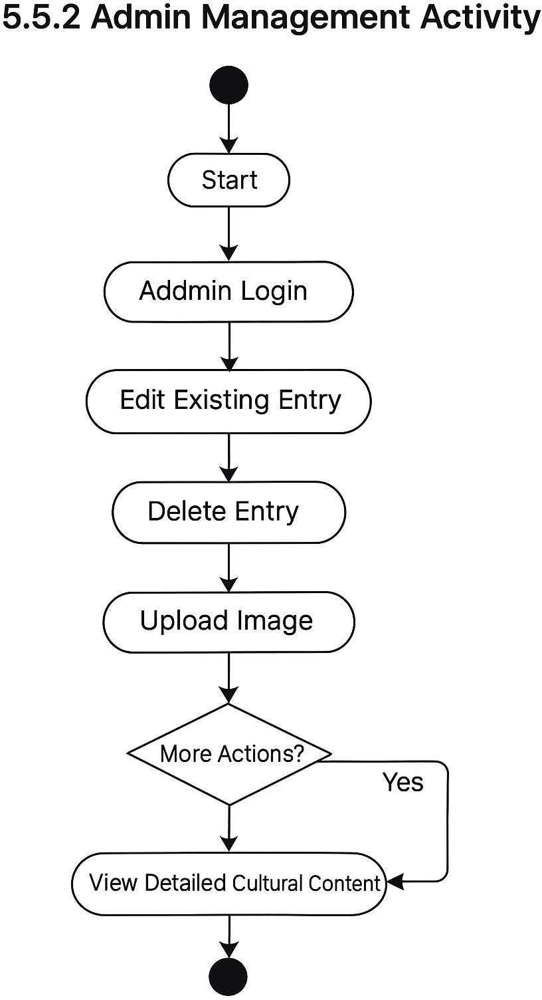 5.5.2 Admin Management Activity
Start
Addmin Login
Edit Existing Entry
Delete Entry
Upload Image
More Actions?
Yes
View Detailed Cultural Content